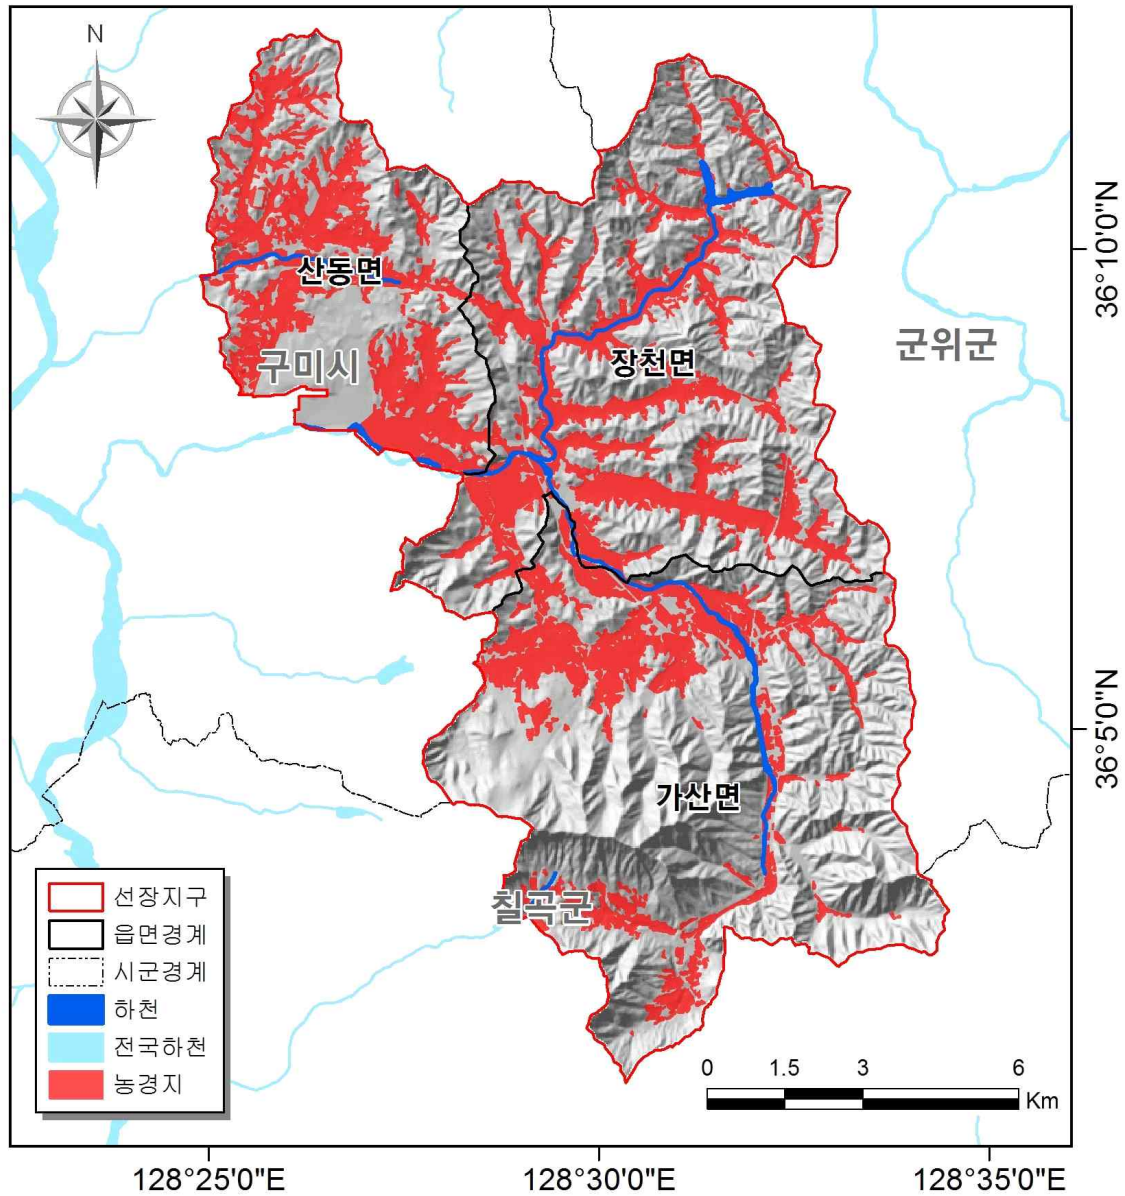 N
산동면
구미시
장천면
군위군
가산면
칠곡군
36°10'0"N
36°5'0"N
선장지구
읍면경계
시군경계
하천
전국하천
농경지
0 1.5 3 6
Km
128°25'0"E 128°30'0"E 128°35'0"E